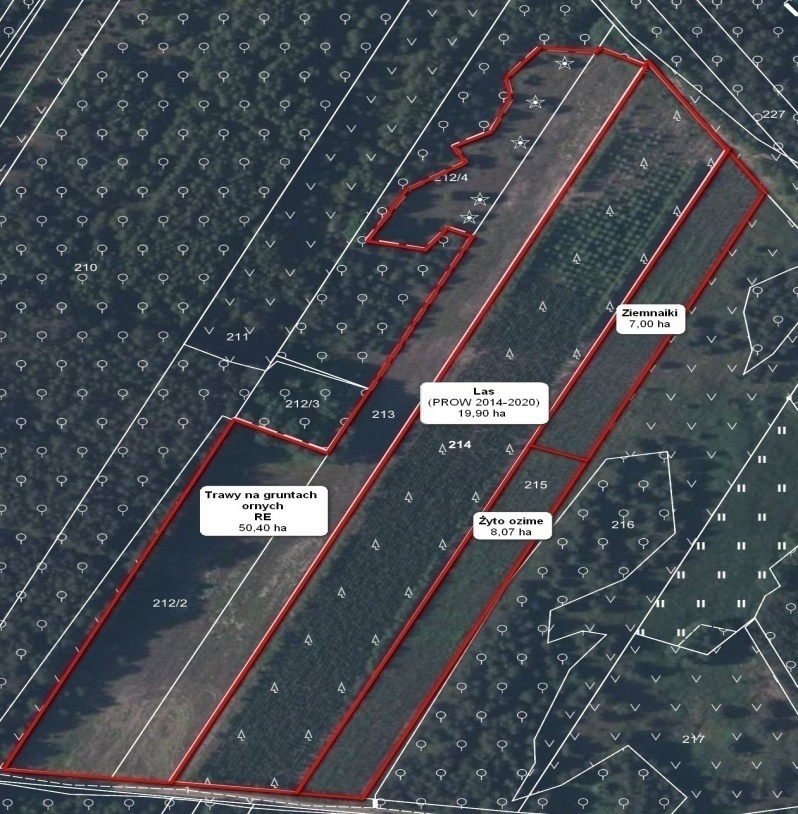 227
212/4
210
Ziemnaiki
7,00 ha
211
Las
(PROW 2014-2020)
19,90 ha
212/3
213
214
215
Trawy na gruntach
ornych
RE
50,40 ha
Żyto ozime
8,07 ha
216
212/2
217